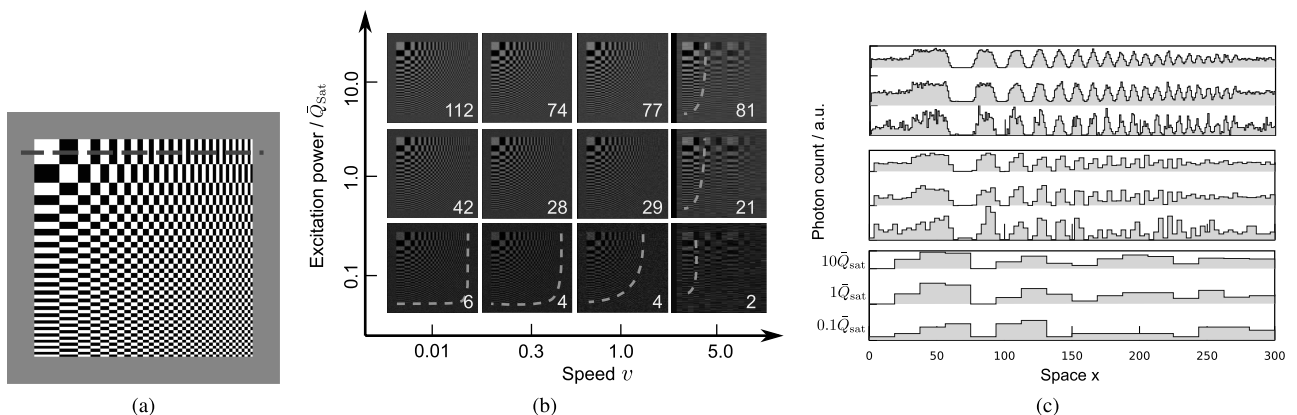 Excitation power / Q̄Sat
10.0
1.0
0.1
112
74
77
81
42
28
29
21
6
4
4
2
0.01
0.3
1.0
5.0
Speed v
Photon count / a.u.
10Q̄sat
1Q̄sat
0.1Q̄sat
0
50
100
150
200
250
300
Space x
(a)
(b)
(c)